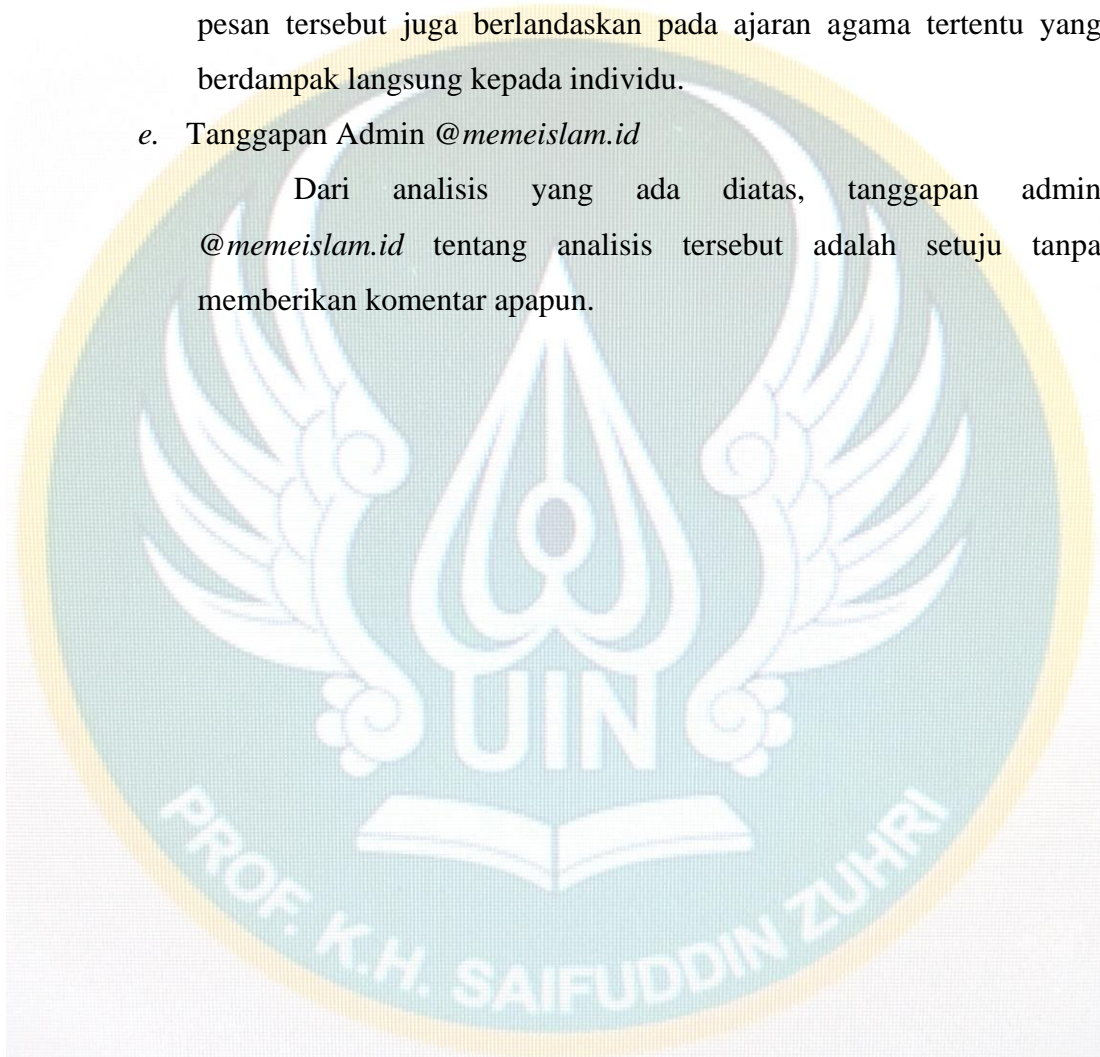 pesan tersebut juga berlandaskan pada ajaran agama tertentu yang
berdampak langsung kepada individu.
e. Tanggapan Admin @memeislam.id
Dari analisis yang ada diatas, tanggapan admin
@memeislam.id tentang analisis tersebut adalah setuju tanpa
memberikan komentar apapun.
UIN
PROF. K.H. SAIFUDDIN ZUHRI